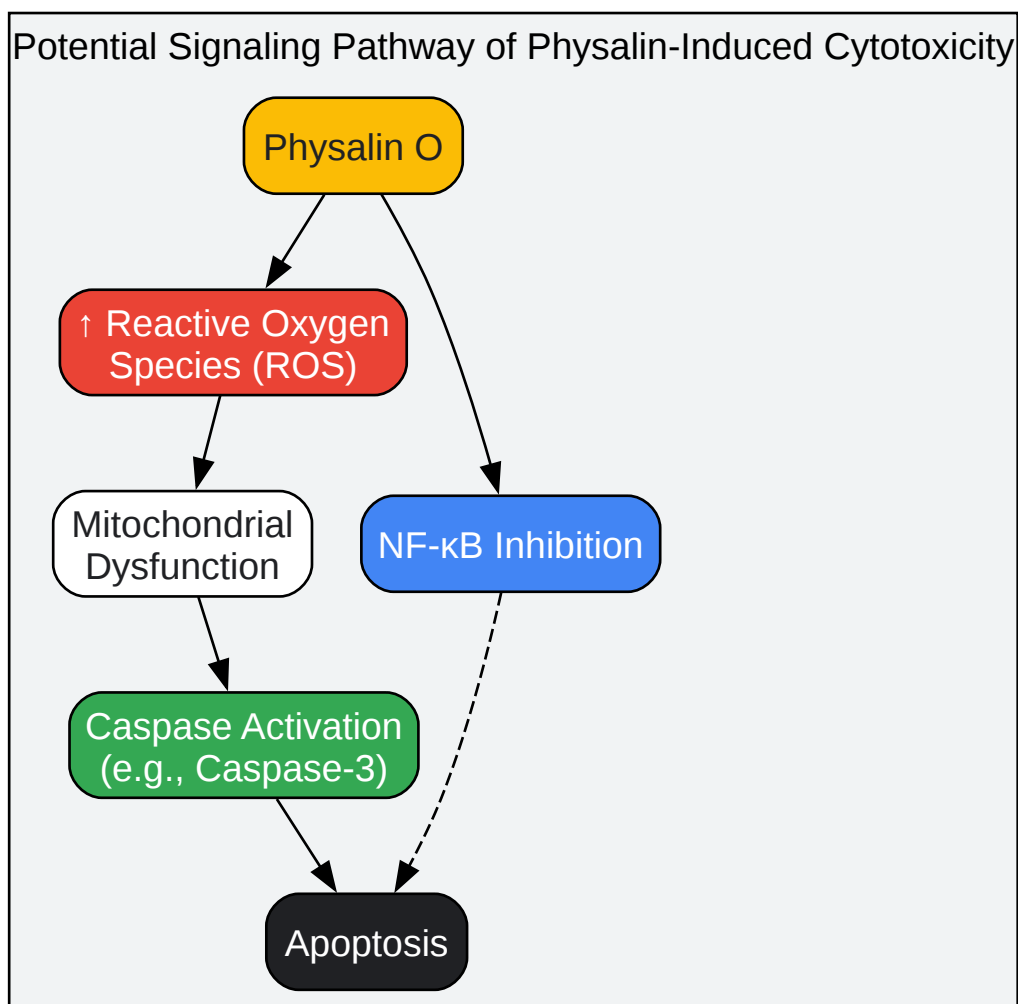 Potential Signaling Pathway of Physalin-Induced Cytotoxicity
Physalin O
↑ Reactive Oxygen
Species (ROS)
Mitochondrial
Dysfunction
NF-κB Inhibition
Caspase Activation
(e.g., Caspase-3)
Apoptosis